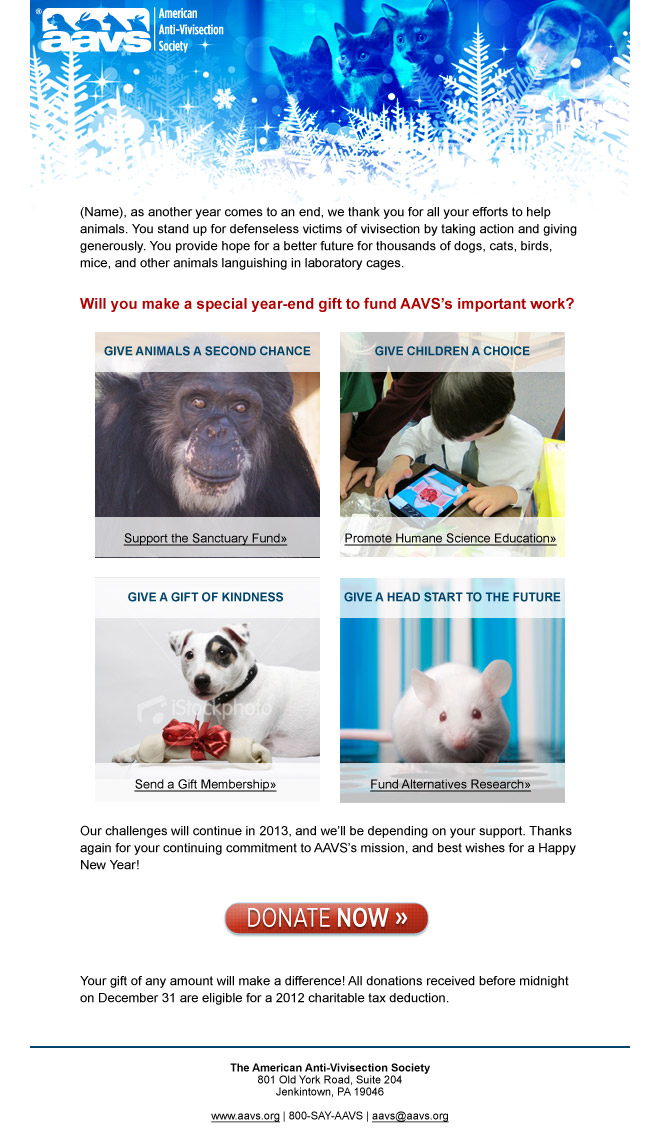 ®
aavs
American
Anti-Vivisection
Society
(Name), as another year comes to an end, we thank you for all your efforts to help
animals. You stand up for defenseless victims of vivisection by taking action and giving
generously. You provide hope for a better future for thousands of dogs, cats, birds,
mice, and other animals languishing in laboratory cages.
Will you make a special year-end gift to fund AAVS's important work?
GIVE ANIMALS A SECOND CHANCE
Support the Sanctuary Fund»
GIVE CHILDREN A CHOICE
Promote Humane Science Education»
GIVE A GIFT OF KINDNESS
iStockphoto
Send a Gift Membership»
GIVE A HEAD START TO THE FUTURE
Fund Alternatives Research»
Our challenges will continue in 2013, and we'll be depending on your support. Thanks
again for your continuing commitment to AAVS's mission, and best wishes for a Happy
New Year!
DONATE NOW »
Your gift of any amount will make a difference! All donations received before midnight
on December 31 are eligible for a 2012 charitable tax deduction.
The American Anti-Vivisection Society
801 Old York Road, Suite 204
Jenkintown, PA 19046
www.aavs.org | 800-SAY-AAVS | aavs@aavs.org